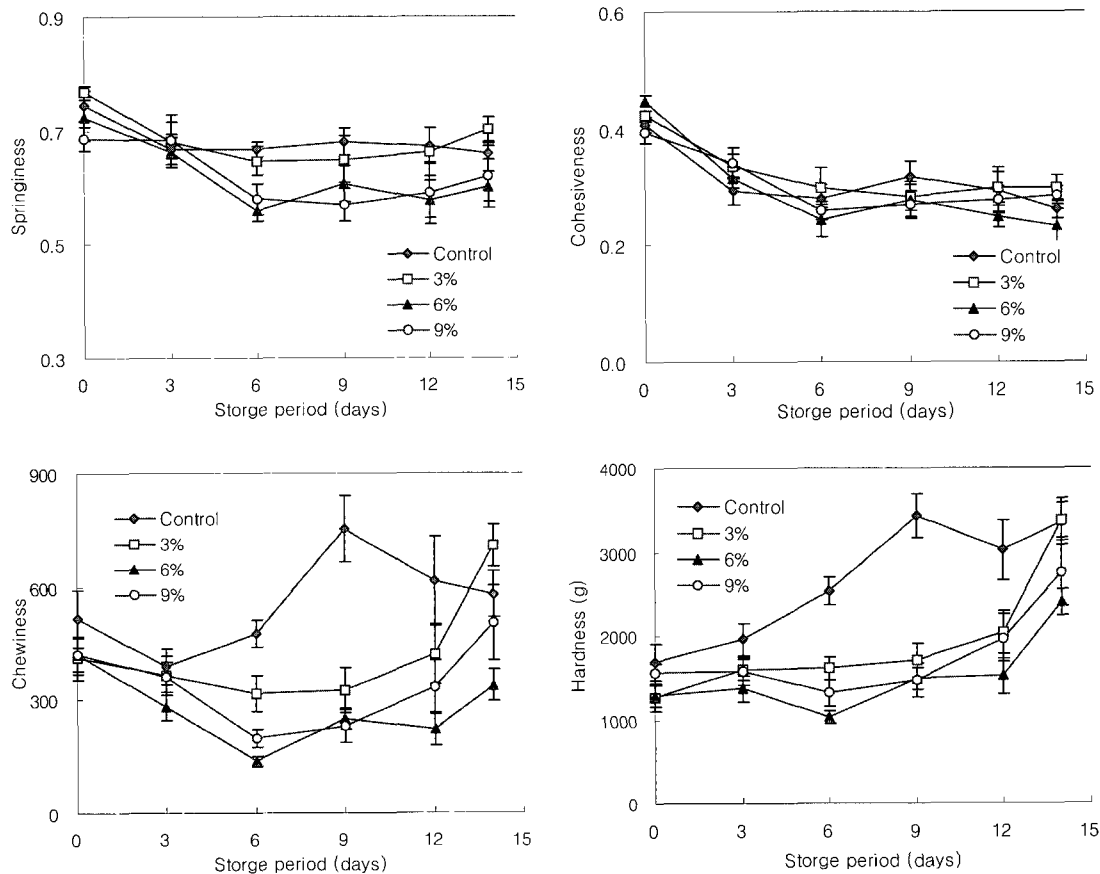 0.9
0.7
0.5
0.3
Springiness
Control
3%
6%
9%
0 3 6 9 12 15
Storge period (days)
0.6
0.4
0.2
0.0
Cohesiveness
Control
3%
6%
9%
0 3 6 9 12 15
Storge period (days)
900
600
300
0
Chewiness
Control
3%
6%
9%
0 3 6 9 12 15
Storge period (days)
4000
3000
2000
1000
0
Hardness (g)
Control
3%
6%
9%
0 3 6 9 12 15
Storge period (days)